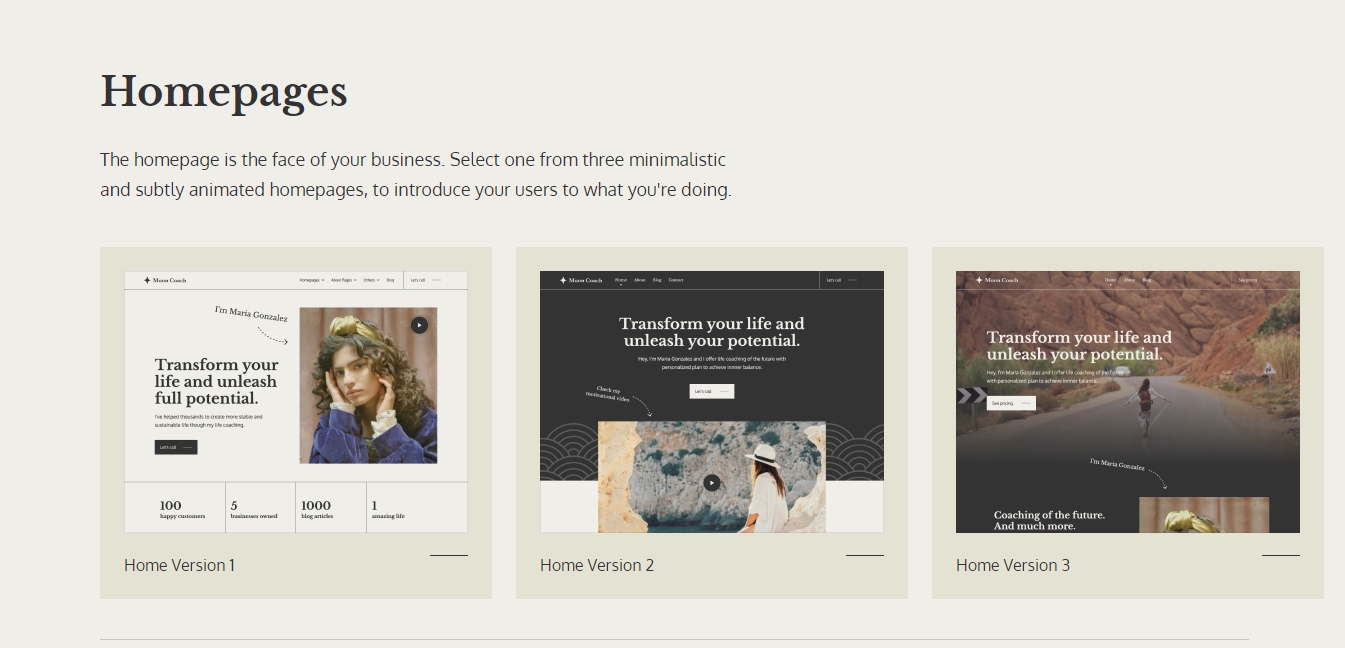 Homepages
The homepage is the face of your business. Select one from three minimalistic
and subtly animated homepages, to introduce your users to what you're doing.
Moon Coach
Homepages About Pages Others Blog Let's call
I'm Maria Gonzalez
Transform your
life and unleash
full potential.
I've helped thousands to create more stable and
sustainable life though my life coaching.
Let's call
100 5 1000 1
happy customers businesses owned blog articles amazing life
Home Version 1
Moon Coach Home About Blog Contact Let's call
Transform your life and
unleash your potential.
Hey, I'm Maria Gonzalez and I offer life coaching of the future with
personalized plan to achieve innner balance.
Let's call
Check my
motivational video
Home Version 2
Moon Coach Home About Blog See pricing
Transform your life and
unleash your potential.
Hey, I'm Maria Gonzalez and I offer life coaching of the future
with personalized plan to achieve innner balance.
See pricing
I'm Maria Gonzalez
Coaching of the future.
And much more.
Home Version 3